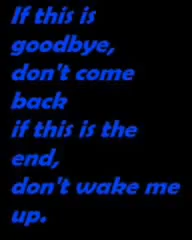 If this is
goodbye,
don't come
back
if this is the
end,
don't wake me
up.